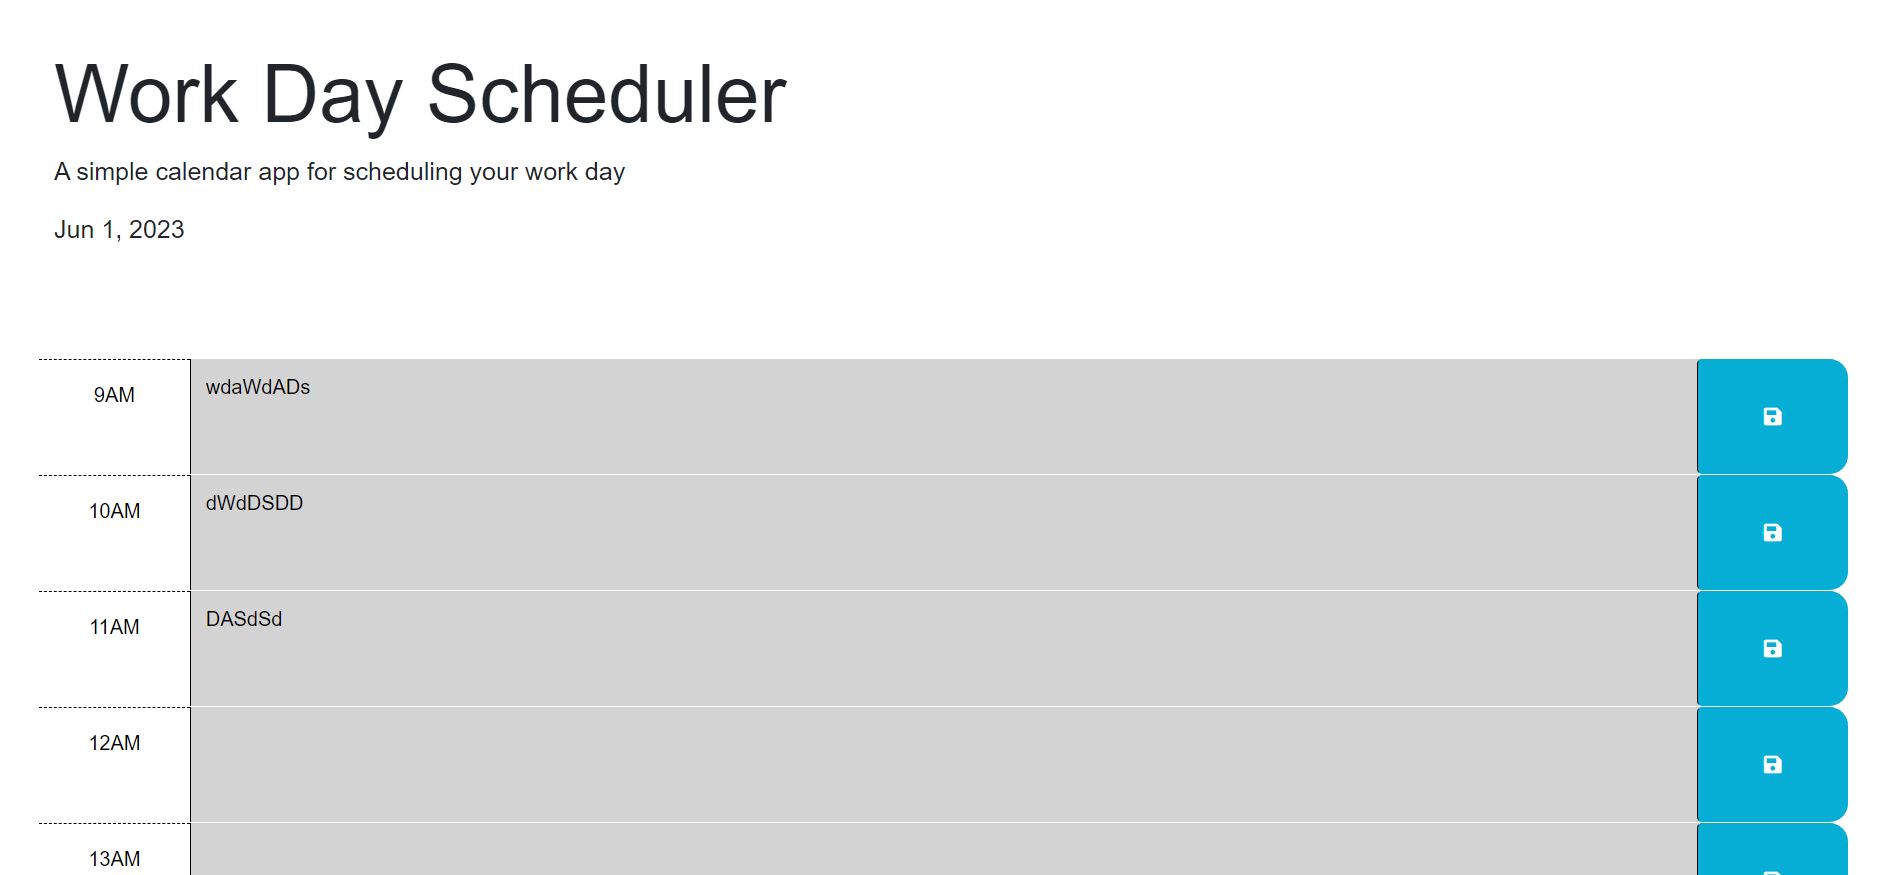 Work Day Scheduler
A simple calendar app for scheduling your work day
Jun 1, 2023
9AM
wdaWdADs
10AM
dWdDSDD
11AM
DASdSd
12AM
13AM